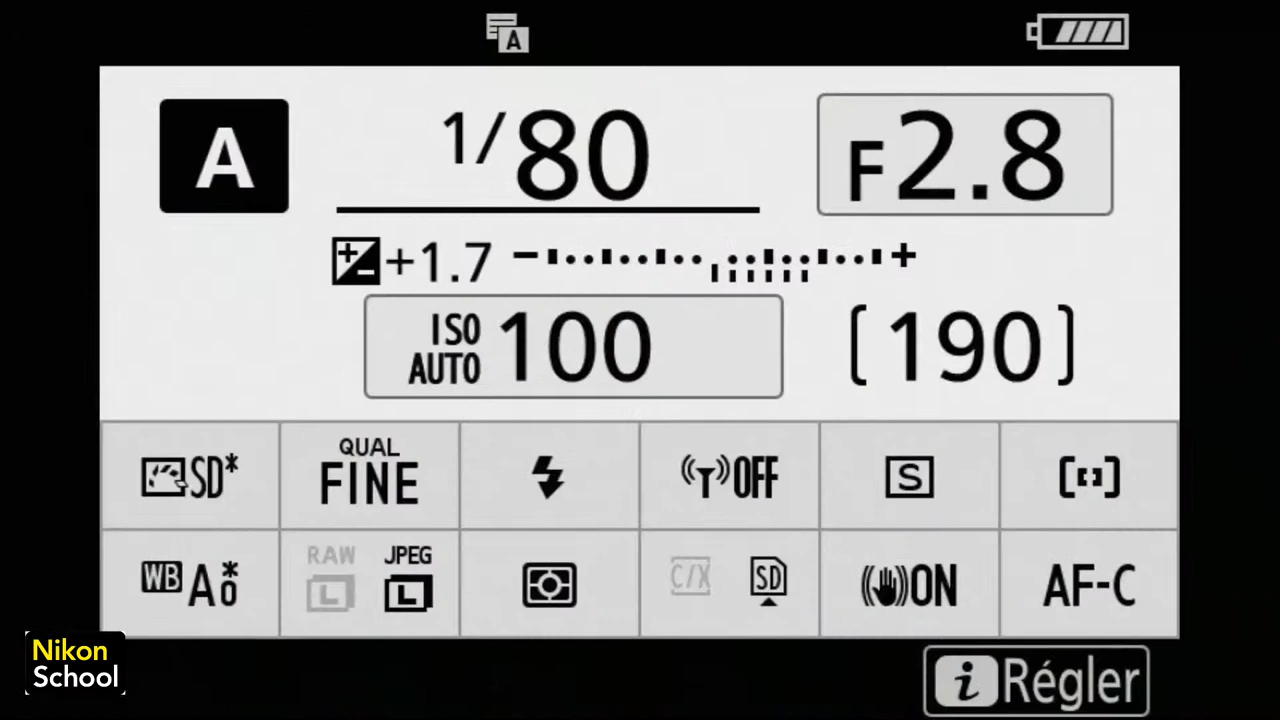 A
A 1/80 F2.8
+1.7 - +
ISO AUTO 100 [190]
SD* QUAL FINE OFF S
WB A* RAW L JPEG L C/X SD ON AF-C
Nikon
School
i Régler